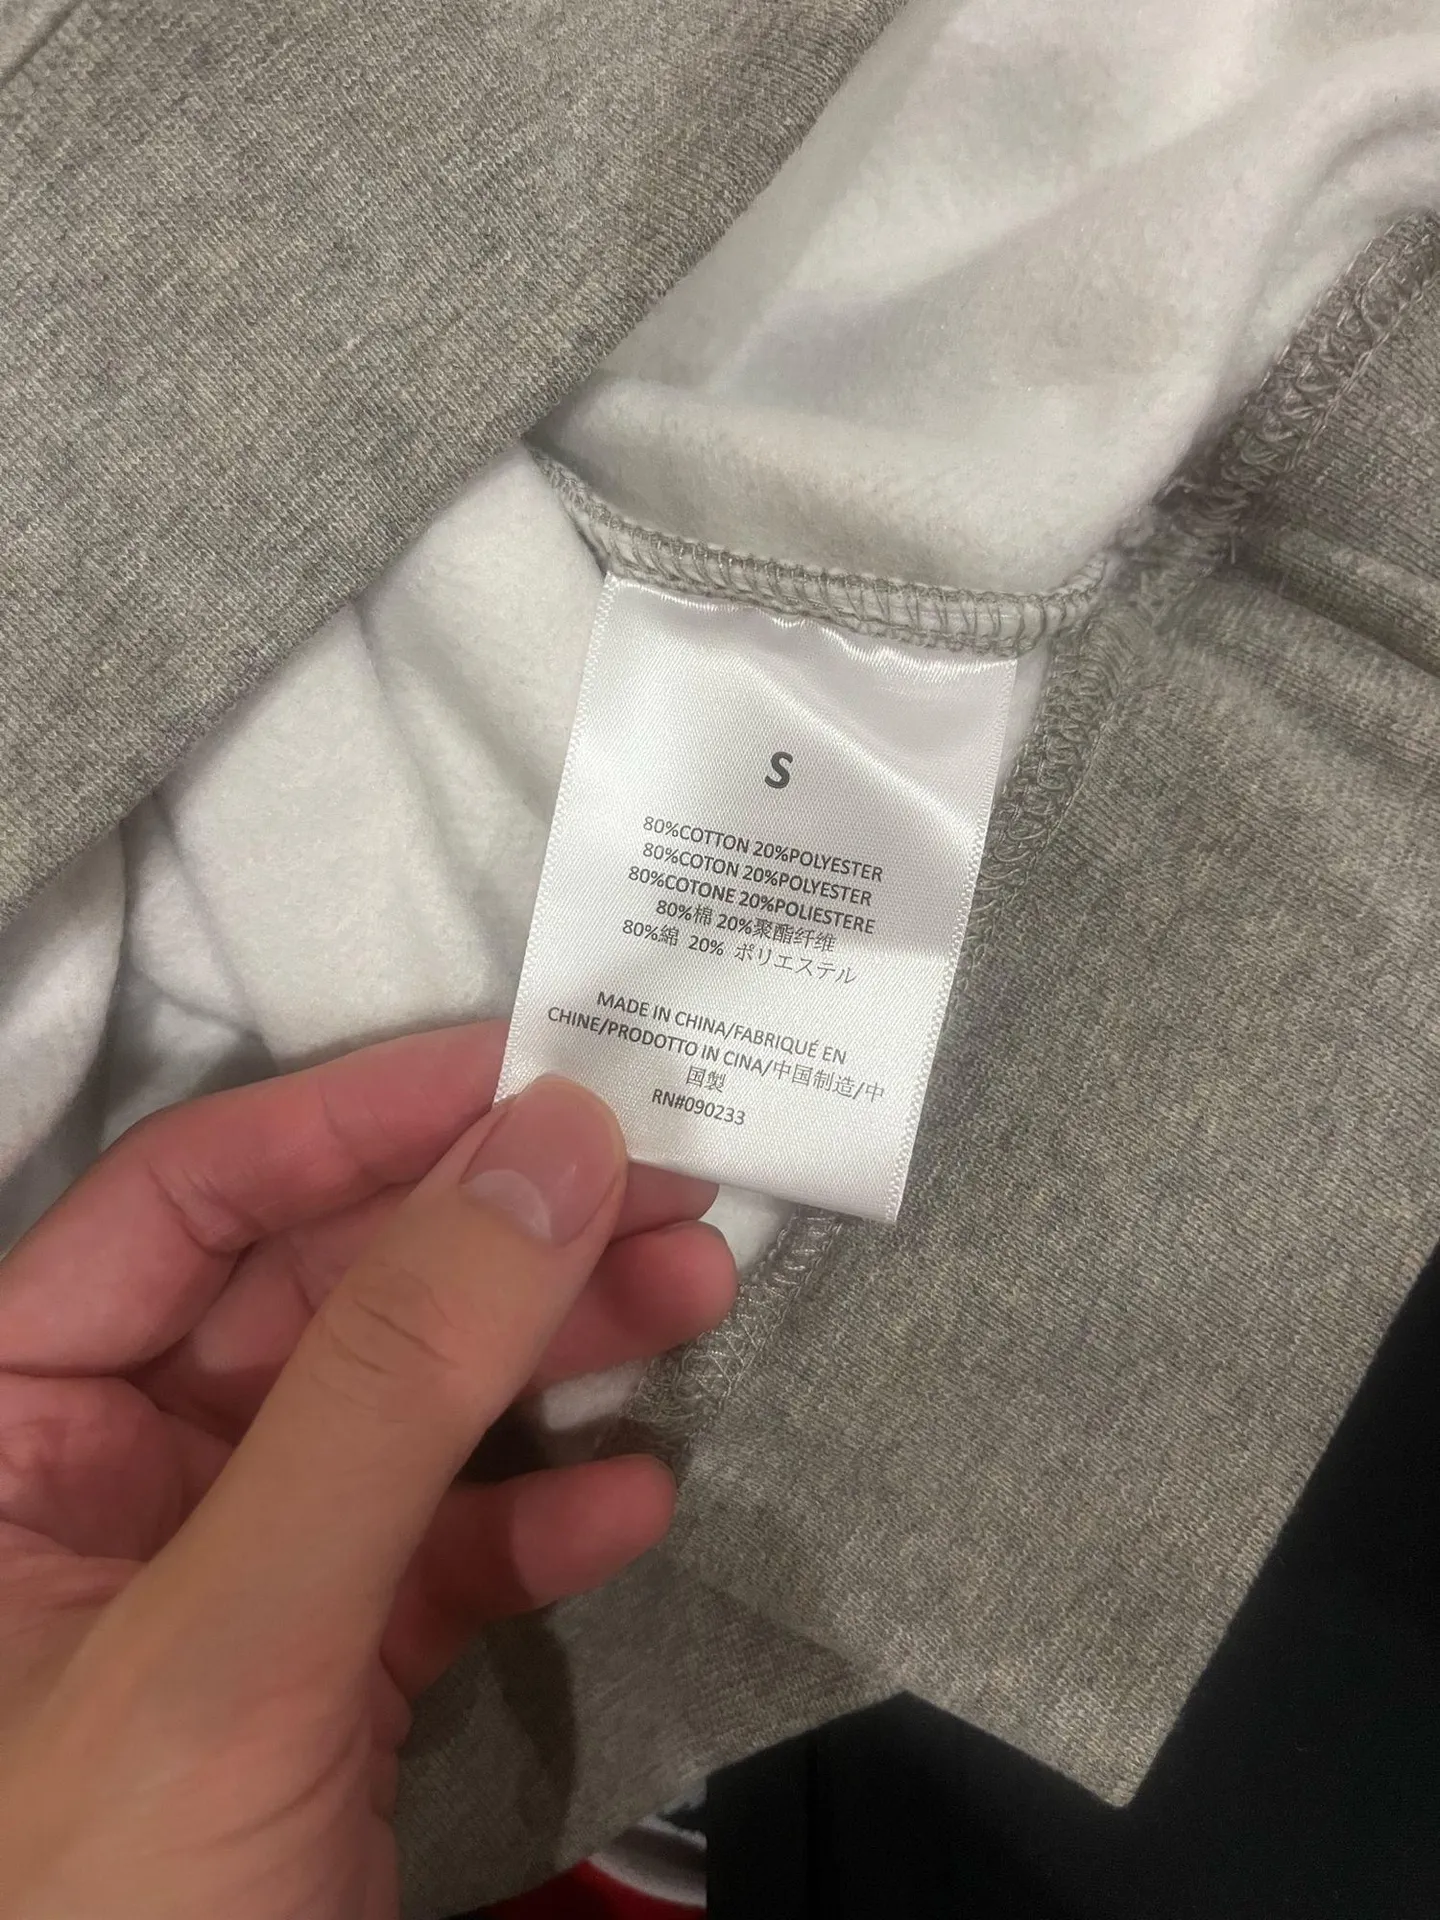 S
80%COTTON 20%POLYESTER
80%COTON 20%POLYESTER
80%COTONE 20%POLIESTERE
80%棉 20%聚酯纤维
80%綿 20% ポリエステル
MADE IN CHINA/FABRIQUÉ EN
CHINE/PRODOTTO IN CINA/中国制造/中
国製
RN#090233